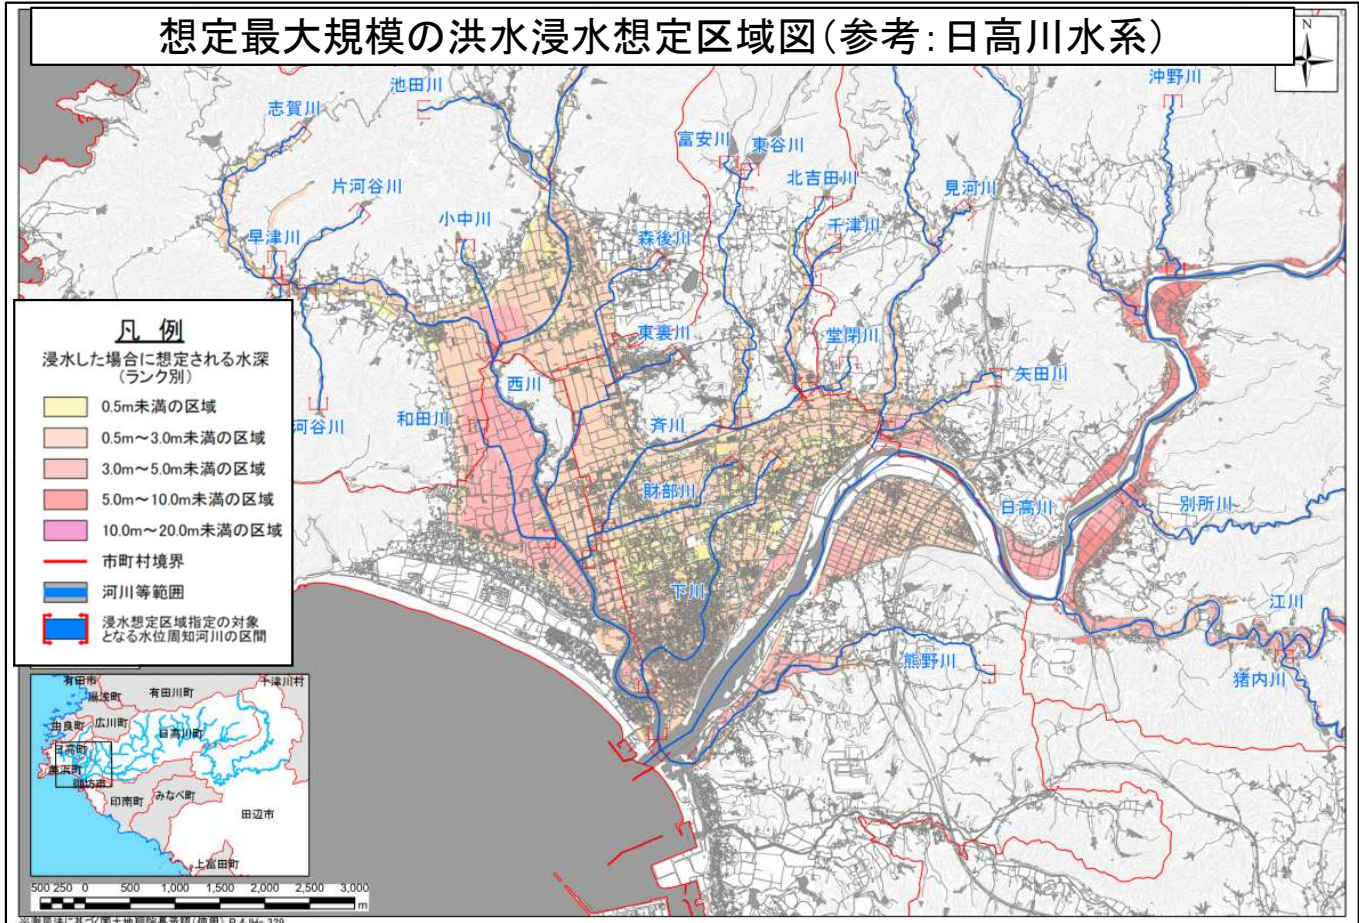 想定最大規模の洪水浸水想定区域図(参考:日高川水系)
N
沖野川
池田川
志賀川
富安川
東谷川
北吉田川
見河川
片河谷川
小中川
千津川
早津川
森後川
凡 例
浸水した場合に想定される水深
(ランク別)
0.5m未満の区域
0.5m～3.0m未満の区域
3.0m～5.0m未満の区域
5.0m～10.0m未満の区域
10.0m～20.0m未満の区域
市町村境界
河川等範囲
浸水想定区域指定の対象
となる水位周知河川の区間
東裏川
堂閉川
西川
矢田川
和田川
河谷川
斉川
財部川
日高川
別所川
下川
江川
熊野川
猪内川
有田市
湯浅町
有田川町
十津川村
由良町
広川町
日高川町
日高町
美浜町
御坊市
印南町
みなべ町
田辺市
上富田町
500 250 0 500 1,000 1,500 2,000 2,500 3,000
m